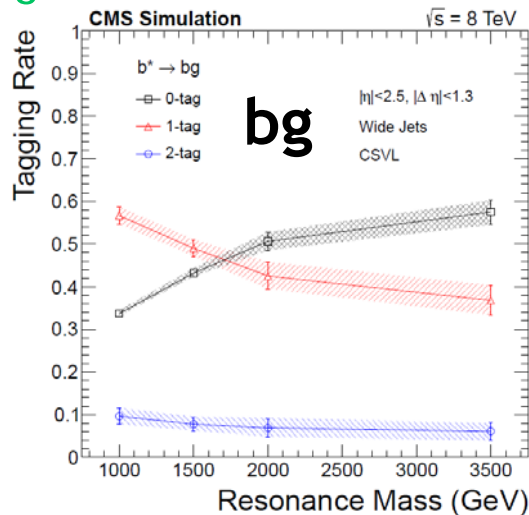 CMS Simulation √s = 8 TeV
Tagging Rate
1
0.9
0.8
0.7
0.6
0.5
0.4
0.3
0.2
0.1
0
b* → bg
0-tag
1-tag
2-tag
bg
|η|<2.5, |Δ η|<1.3
Wide Jets
CSVL
1000 1500 2000 2500 3000 3500
Resonance Mass (GeV)